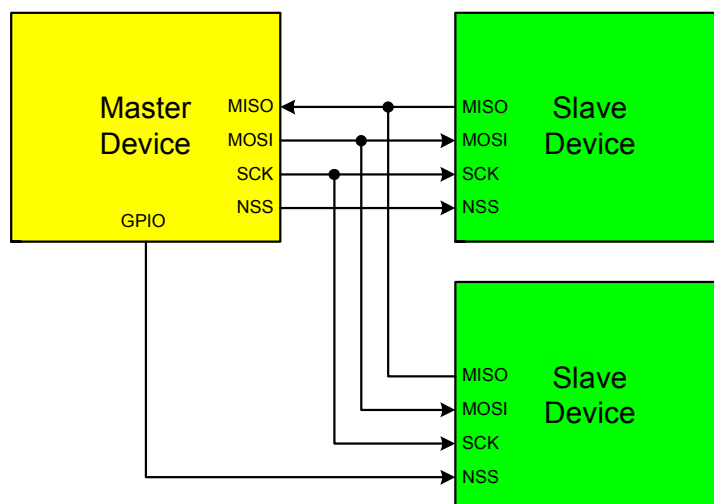 Master
Device
MISO
MOSI
SCK
NSS
GPIO
MISO
MOSI
SCK
NSS
Slave
Device
MISO
MOSI
SCK
NSS
Slave
Device